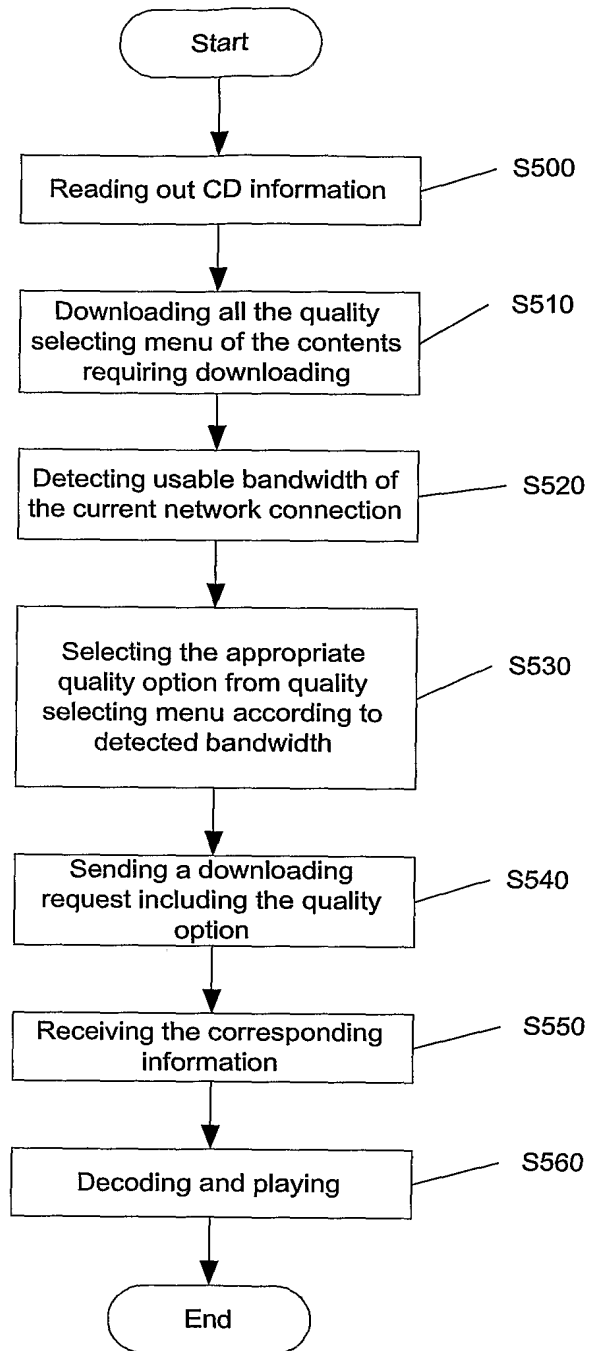 Start
Reading out CD information
S500
Downloading all the quality
selecting menu of the contents
requiring downloading
S510
Detecting usable bandwidth of
the current network connection
S520
Selecting the appropriate
quality option from quality
selecting menu according to
detected bandwidth
S530
Sending a downloading
request including the quality
option
S540
Receiving the corresponding
information
S550
Decoding and playing
S560
End